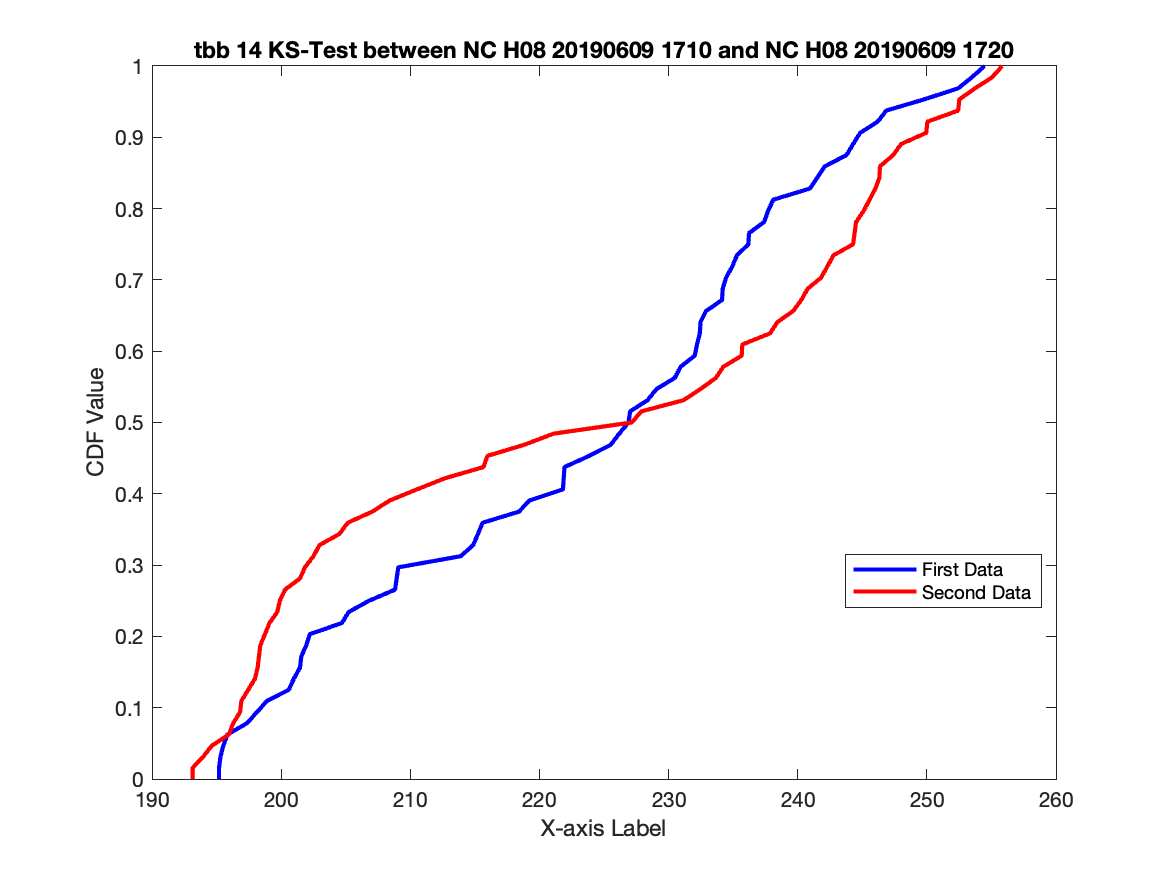 tbb 14 KS-Test between NC H08 20190609 1710 and NC H08 20190609 1720
1
0.9
0.8
0.7
0.6
0.5
0.4
0.3
0.2
0.1
0
CDF Value
First Data
Second Data
190 200 210 220 230 240 250 260
X-axis Label